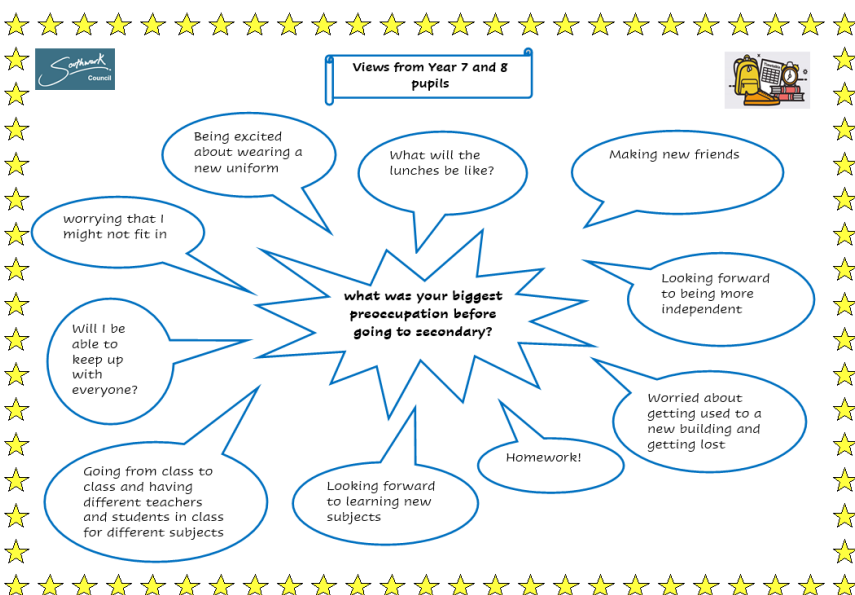 Southwark
Council
Views from Year 7 and 8
pupils
Being excited
about wearing a
new uniform
What will the
lunches be like?
Making new friends
worrying that I
might not fit in
Looking forward
to being more
independent
what was your biggest
preoccupation before
going to secondary?
Will I be
able to
keep up
with
everyone?
Worried about
getting used to a
new building and
getting lost
Going from class to
class and having
different teachers
and students in class
for different subjects
Looking forward
to learning new
subjects
Homework!